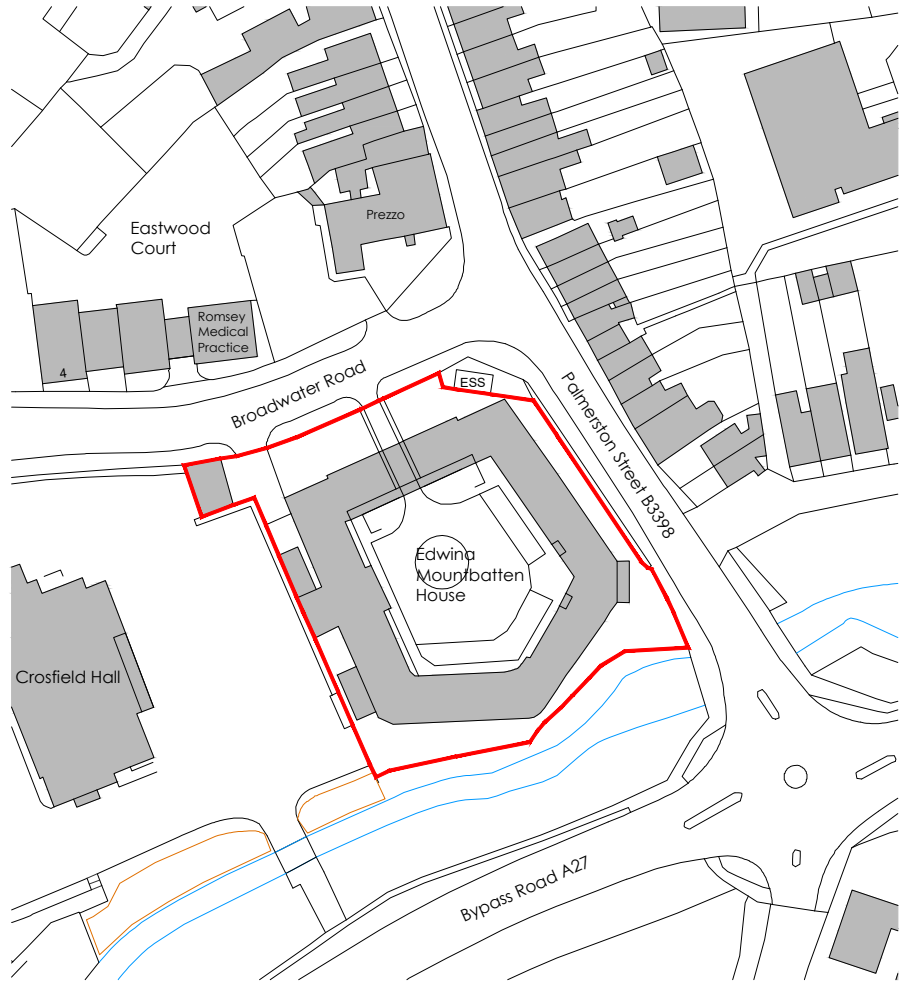 Prezzo
Eastwood
Court
Romsey
Medical
Practice
4
Broadwater Road
ESS
Palmerston Street B3398
Edwina
Mountbatten
House
Crosfield Hall
Bypass Road A27